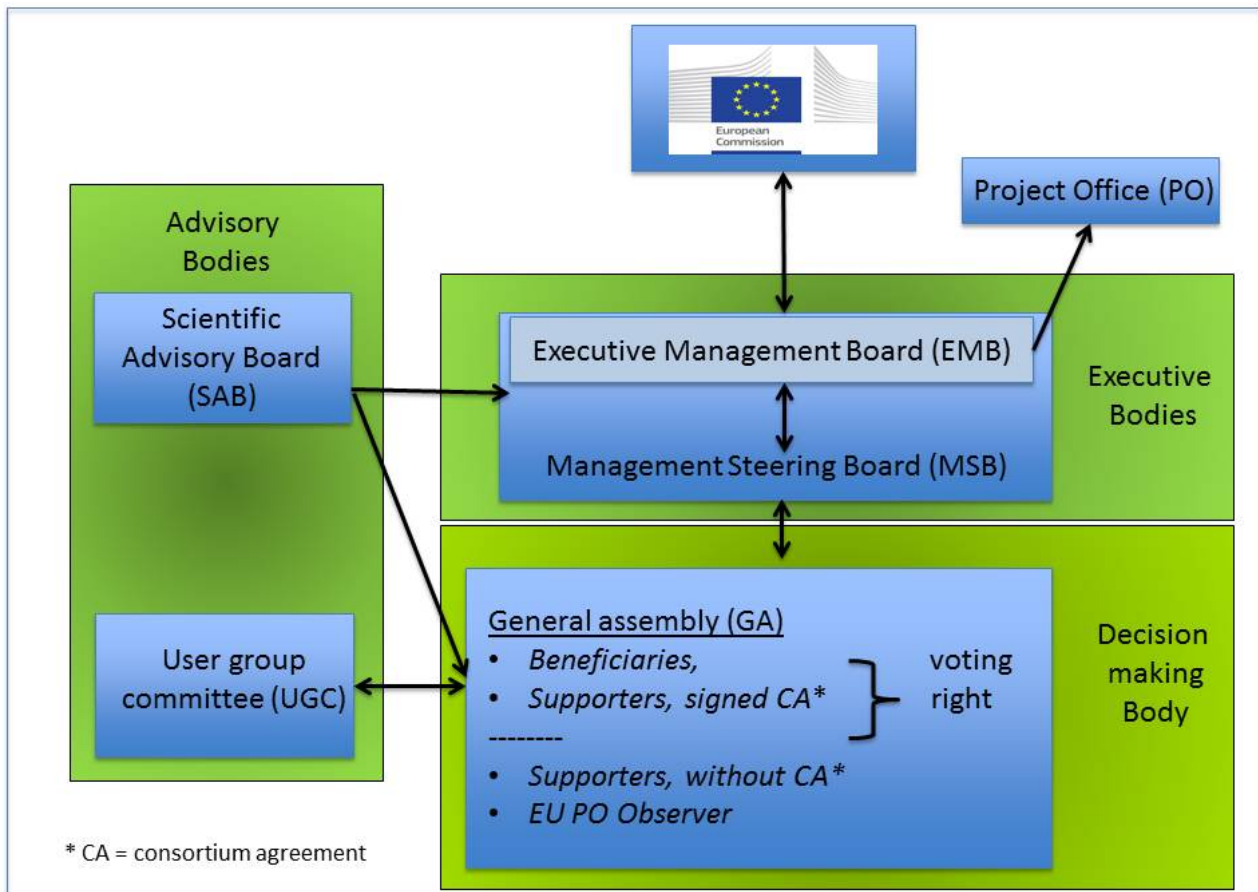 European
Commission
Project Office (PO)
Advisory
Bodies
Scientific
Advisory Board
(SAB)
Executive Management Board (EMB)
Management Steering Board (MSB)
Executive
Bodies
User group
committee (UGC)
General assembly (GA)
• Beneficiaries,
• Supporters, signed CA*
--------
• Supporters, without CA*
• EU PO Observer
voting
right
Decision
making
Body
* CA = consortium agreement